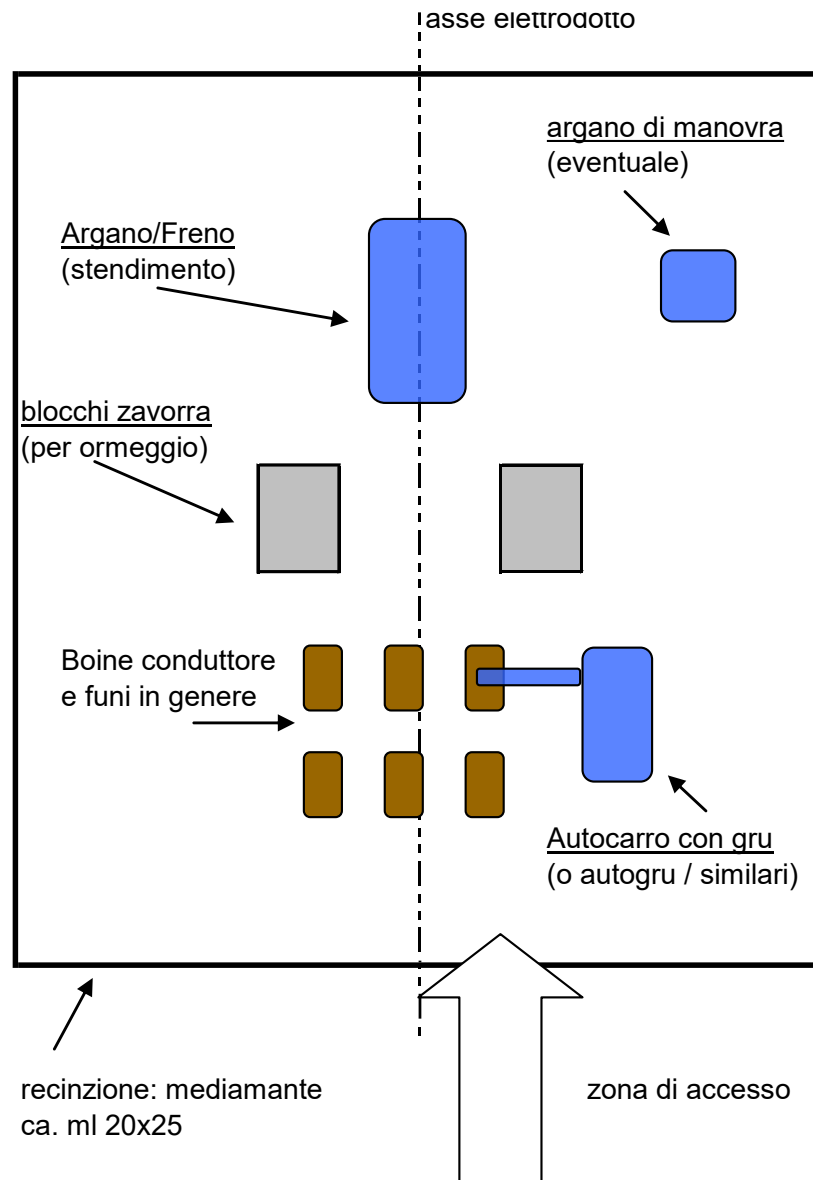 asse elettrodotto
argano di manovra
(eventuale)
Argano/Freno
(stendimento)
blocchi zavorra
(per ormeggio)
Boine conduttore
e funi in genere
Autocarro con gru
(o autogru / similari)
recinzione: mediamante
ca. ml 20x25
zona di accesso